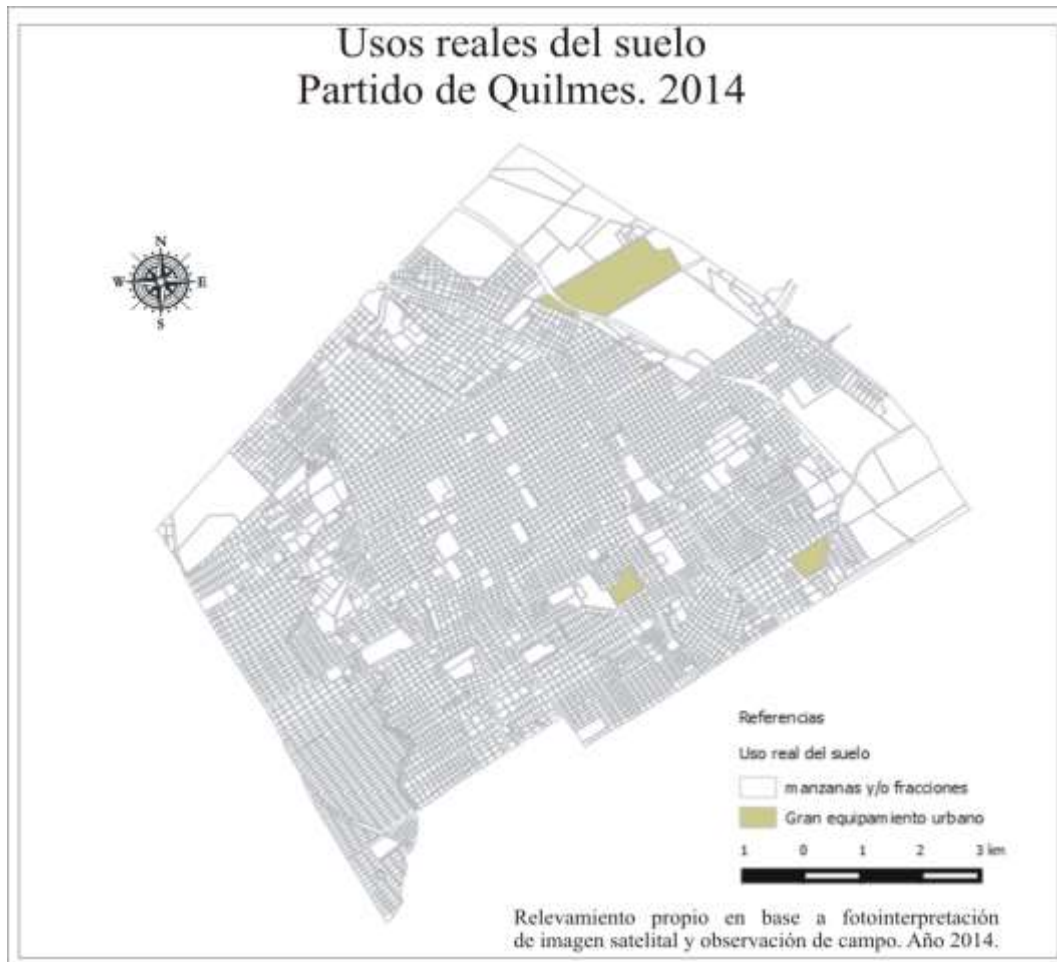 Usos reales del suelo
Partido de Quilmes. 2014
N
W E
S
Referencias
Uso real del suelo
manzanas y/o fracciones
Gran equipamiento urbano
1 0 1 2 3 km
Relevamiento propio en base a fotointerpretación
de imagen satelital y observación de campo. Año 2014.